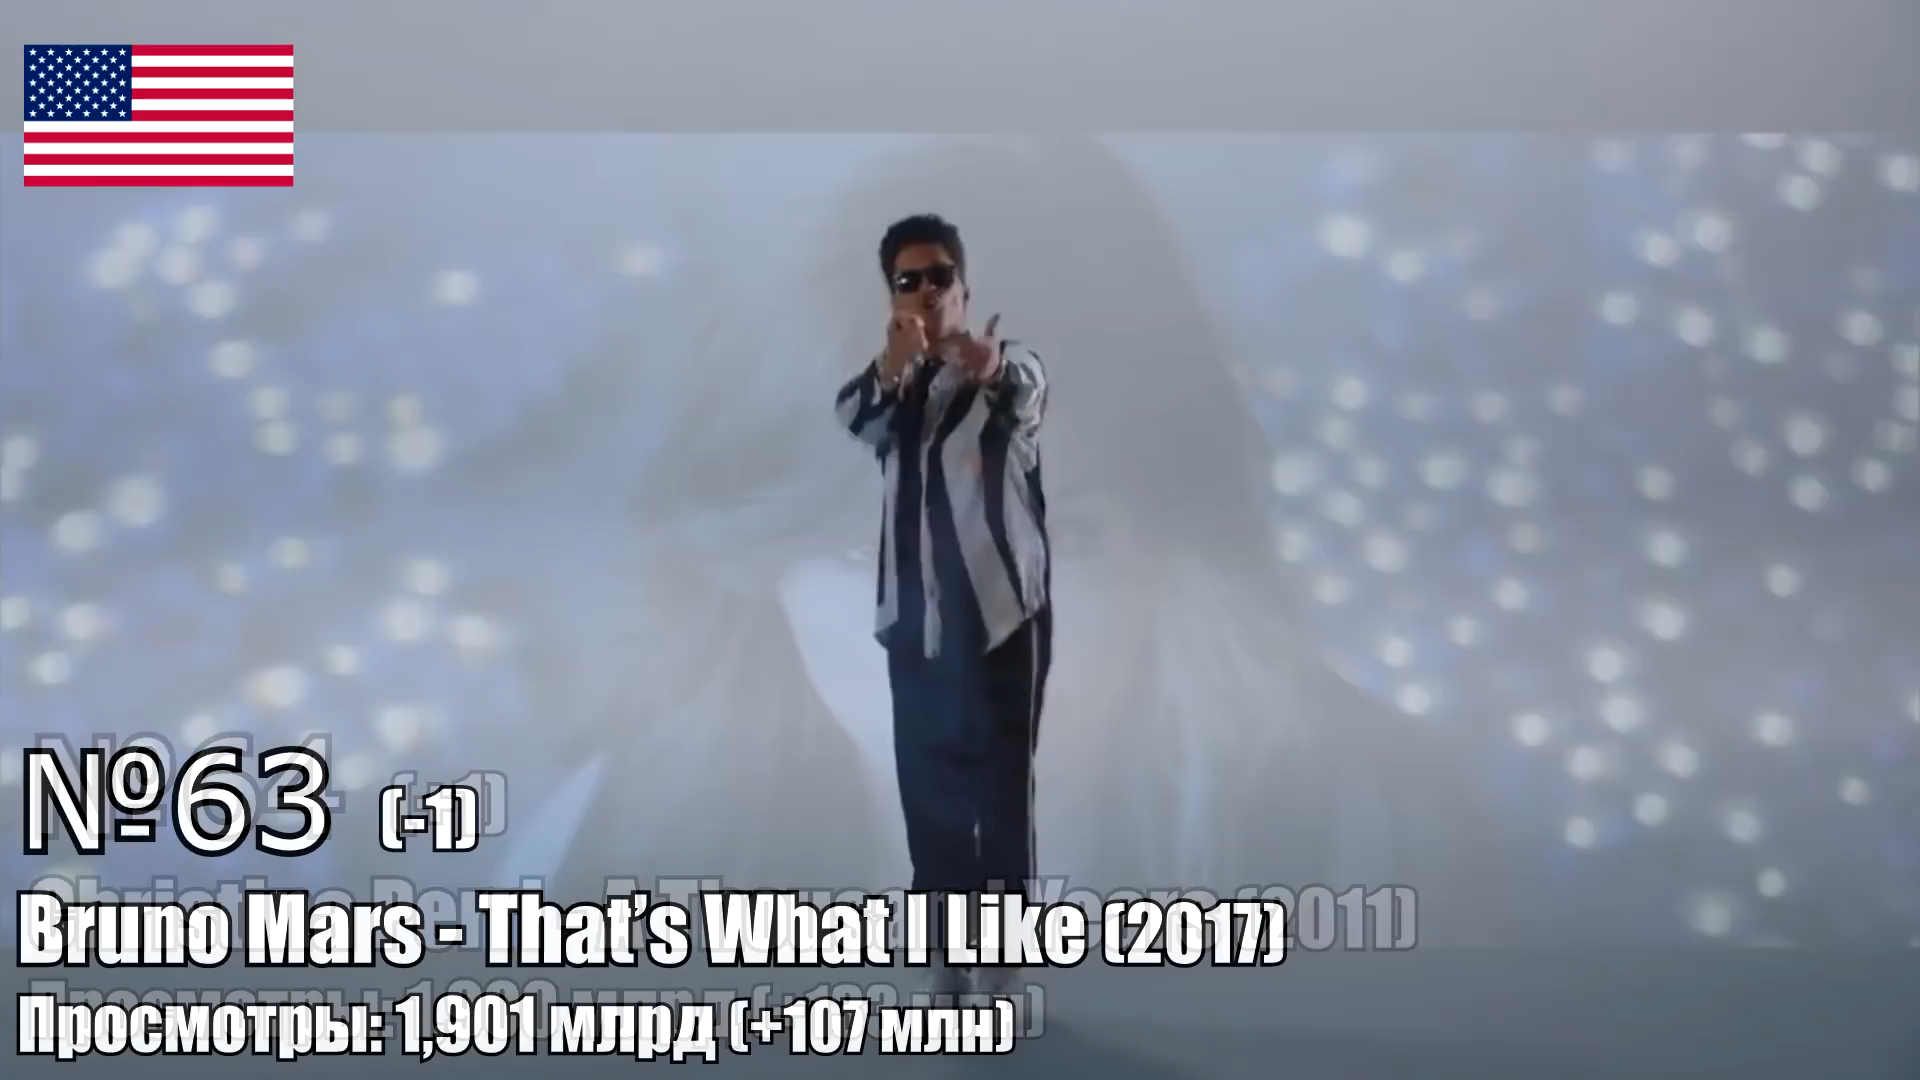 №63 (-1)
Bruno Mars - That’s What I Like (2017)
Просмотры: 1,901 млрд (+107 млн)